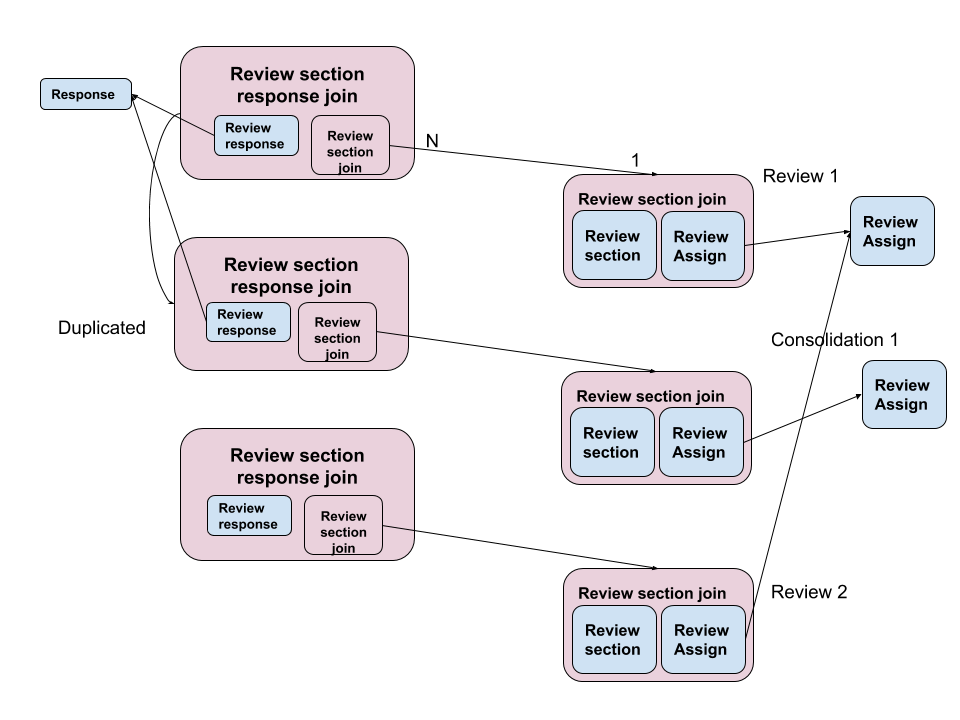 Response
Review section
response join
Review
response
Review
section
join
N
1
Review section join
Review
section
Review
Assign
Review 1
Review
Assign
Duplicated
Review section
response join
Review
response
Review
section
join
Review section join
Review
section
Review
Assign
Consolidation 1
Review
Assign
Review section
response join
Review
response
Review
section
join
Review section join
Review
section
Review
Assign
Review 2